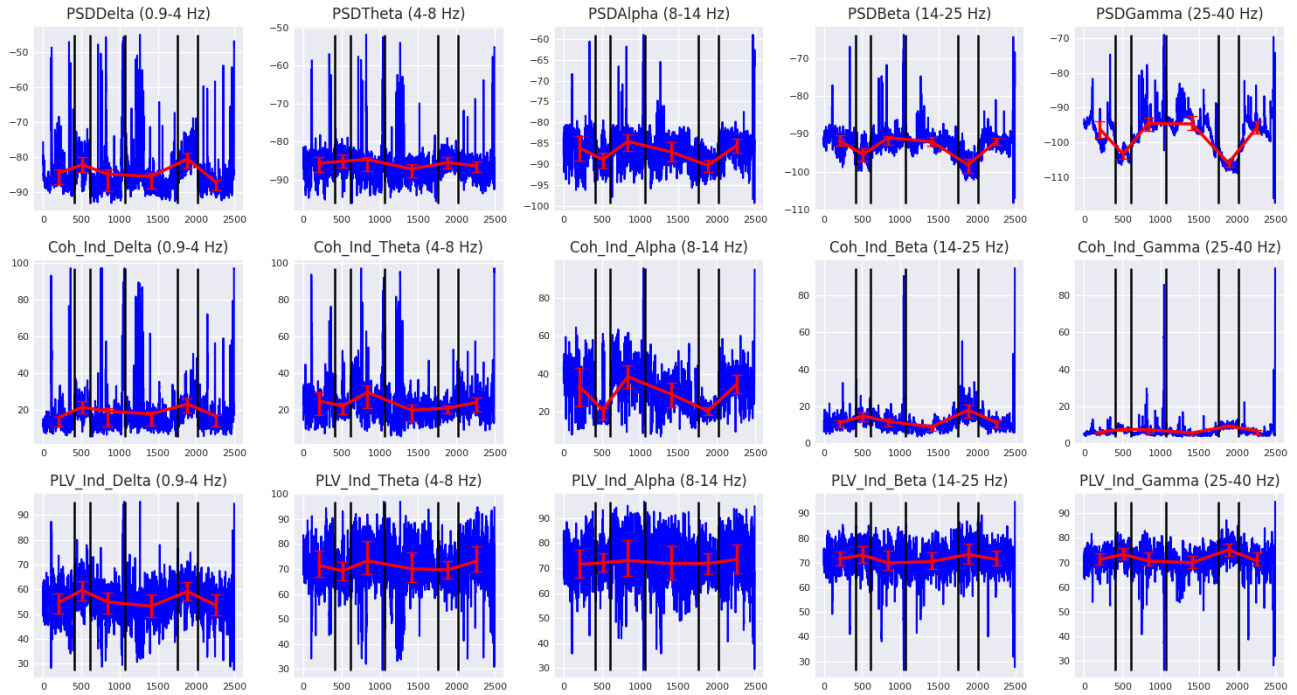 PSDDelta (0.9-4 Hz)
−50
−60
−70
−80
−90
0 500 1000 1500 2000 2500
PSDTheta (4-8 Hz)
−50
−60
−70
−80
−90
0 500 1000 1500 2000 2500
PSDAlpha (8-14 Hz)
−60
−65
−70
−75
−80
−85
−90
−95
−100
0 500 1000 1500 2000 2500
PSDBeta (14-25 Hz)
−70
−80
−90
−100
−110
0 500 1000 1500 2000 2500
PSDGamma (25-40 Hz)
−70
−80
−90
−100
−110
0 500 1000 1500 2000 2500
Coh_Ind_Delta (0.9-4 Hz)
100
80
60
40
20
0 500 1000 1500 2000 2500
Coh_Ind_Theta (4-8 Hz)
100
80
60
40
20
0 500 1000 1500 2000 2500
Coh_Ind_Alpha (8-14 Hz)
80
60
40
20
0 500 1000 1500 2000 2500
Coh_Ind_Beta (14-25 Hz)
80
60
40
20
0
0 500 1000 1500 2000 2500
Coh_Ind_Gamma (25-40 Hz)
80
60
40
20
0
0 500 1000 1500 2000 2500
PLV_Ind_Delta (0.9-4 Hz)
90
80
70
60
50
40
30
0 500 1000 1500 2000 2500
PLV_Ind_Theta (4-8 Hz)
100
90
80
70
60
50
40
30
0 500 1000 1500 2000 2500
PLV_Ind_Alpha (8-14 Hz)
90
80
70
60
50
40
30
0 500 1000 1500 2000 2500
PLV_Ind_Beta (14-25 Hz)
90
80
70
60
50
40
30
0 500 1000 1500 2000 2500
PLV_Ind_Gamma (25-40 Hz)
90
80
70
60
50
40
30
0 500 1000 1500 2000 2500